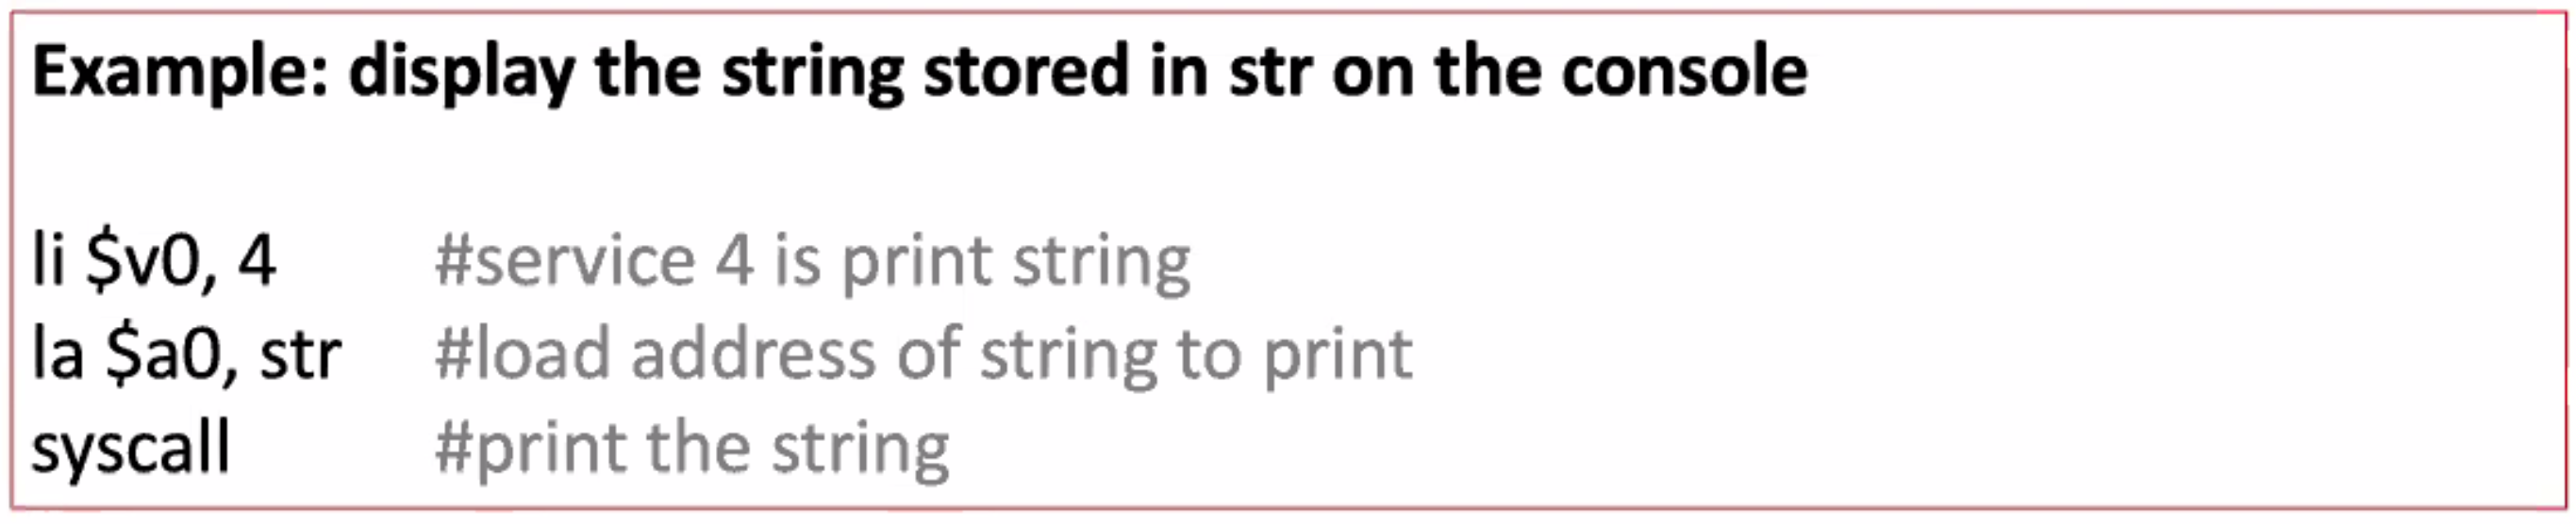 Example: display the string stored in str on the console
li $v0, 4 #service 4 is print string
la $a0, str #load address of string to print
syscall #print the string